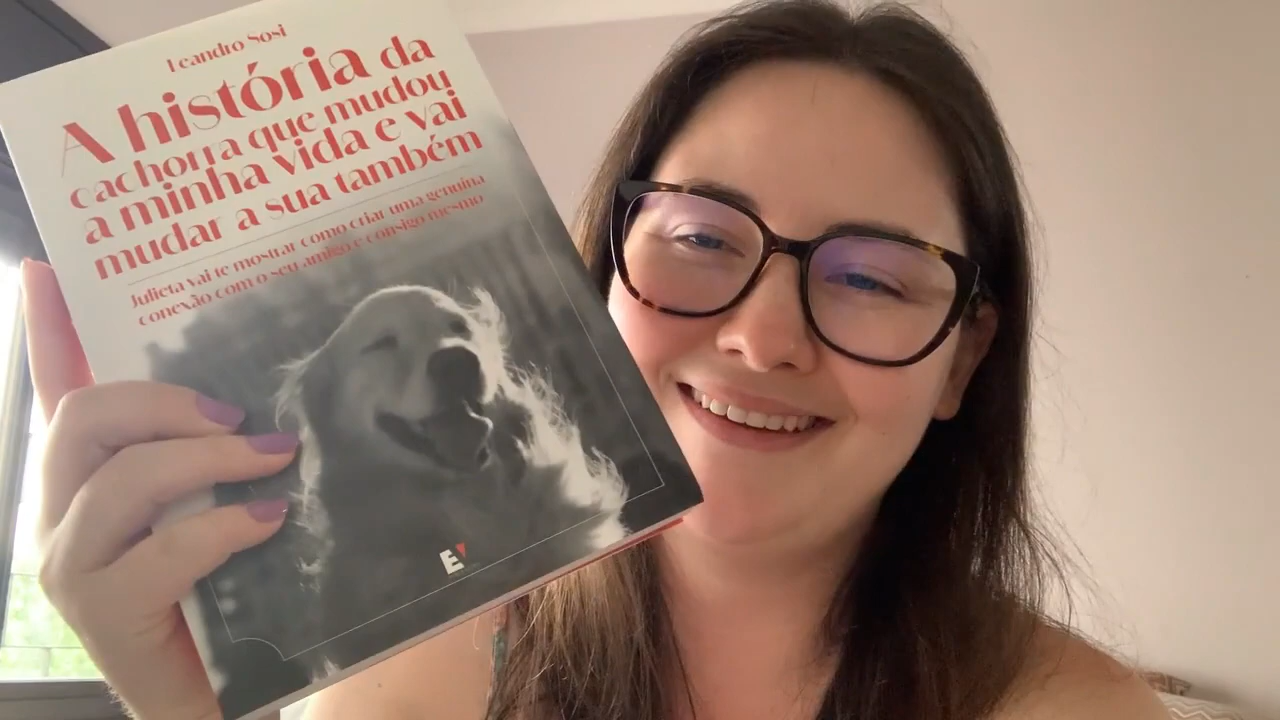 Leandro Sosi
A história da
cachorra que mudou
a minha vida e vai
mudar a sua também
Julieta vai te mostrar como criar uma genuína
conexão com o seu amigo e consigo mesmo
EV